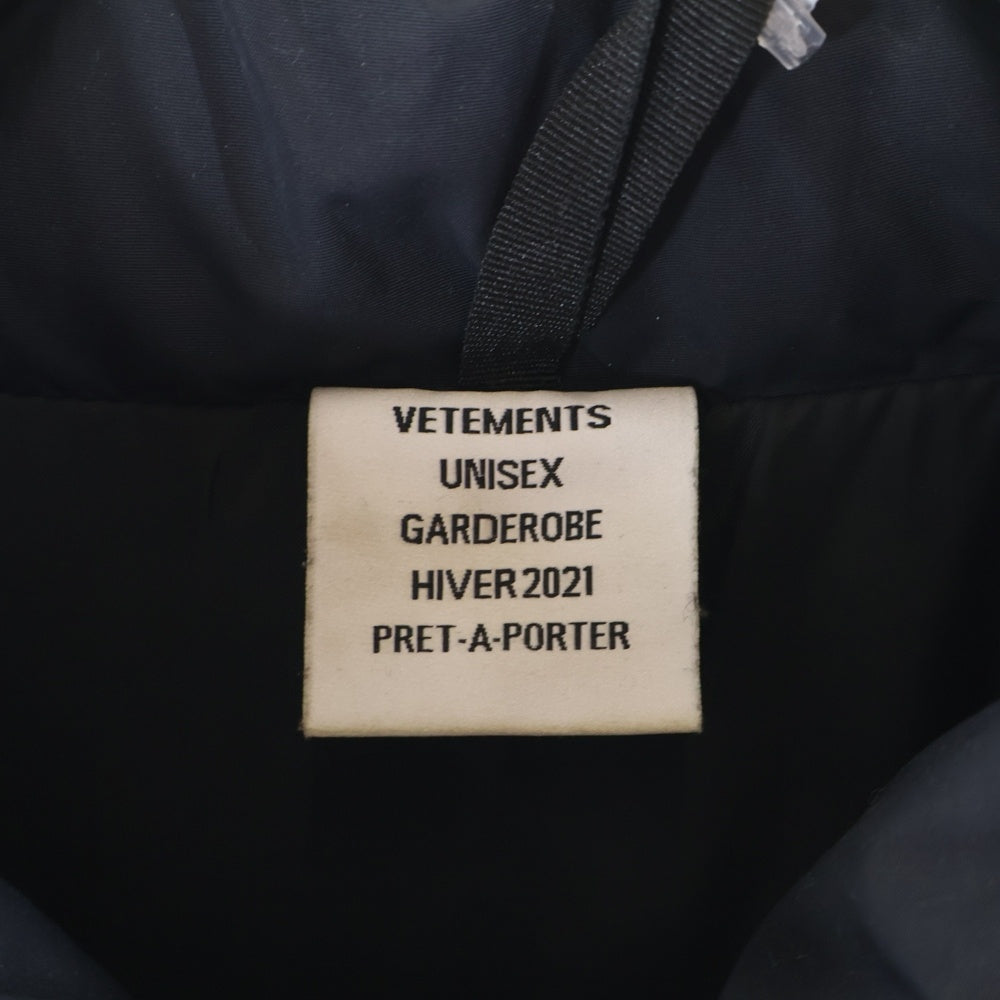 VETEMENTS
UNISEX
GARDEROBE
HIVER 2021
PRET-A-PORTER